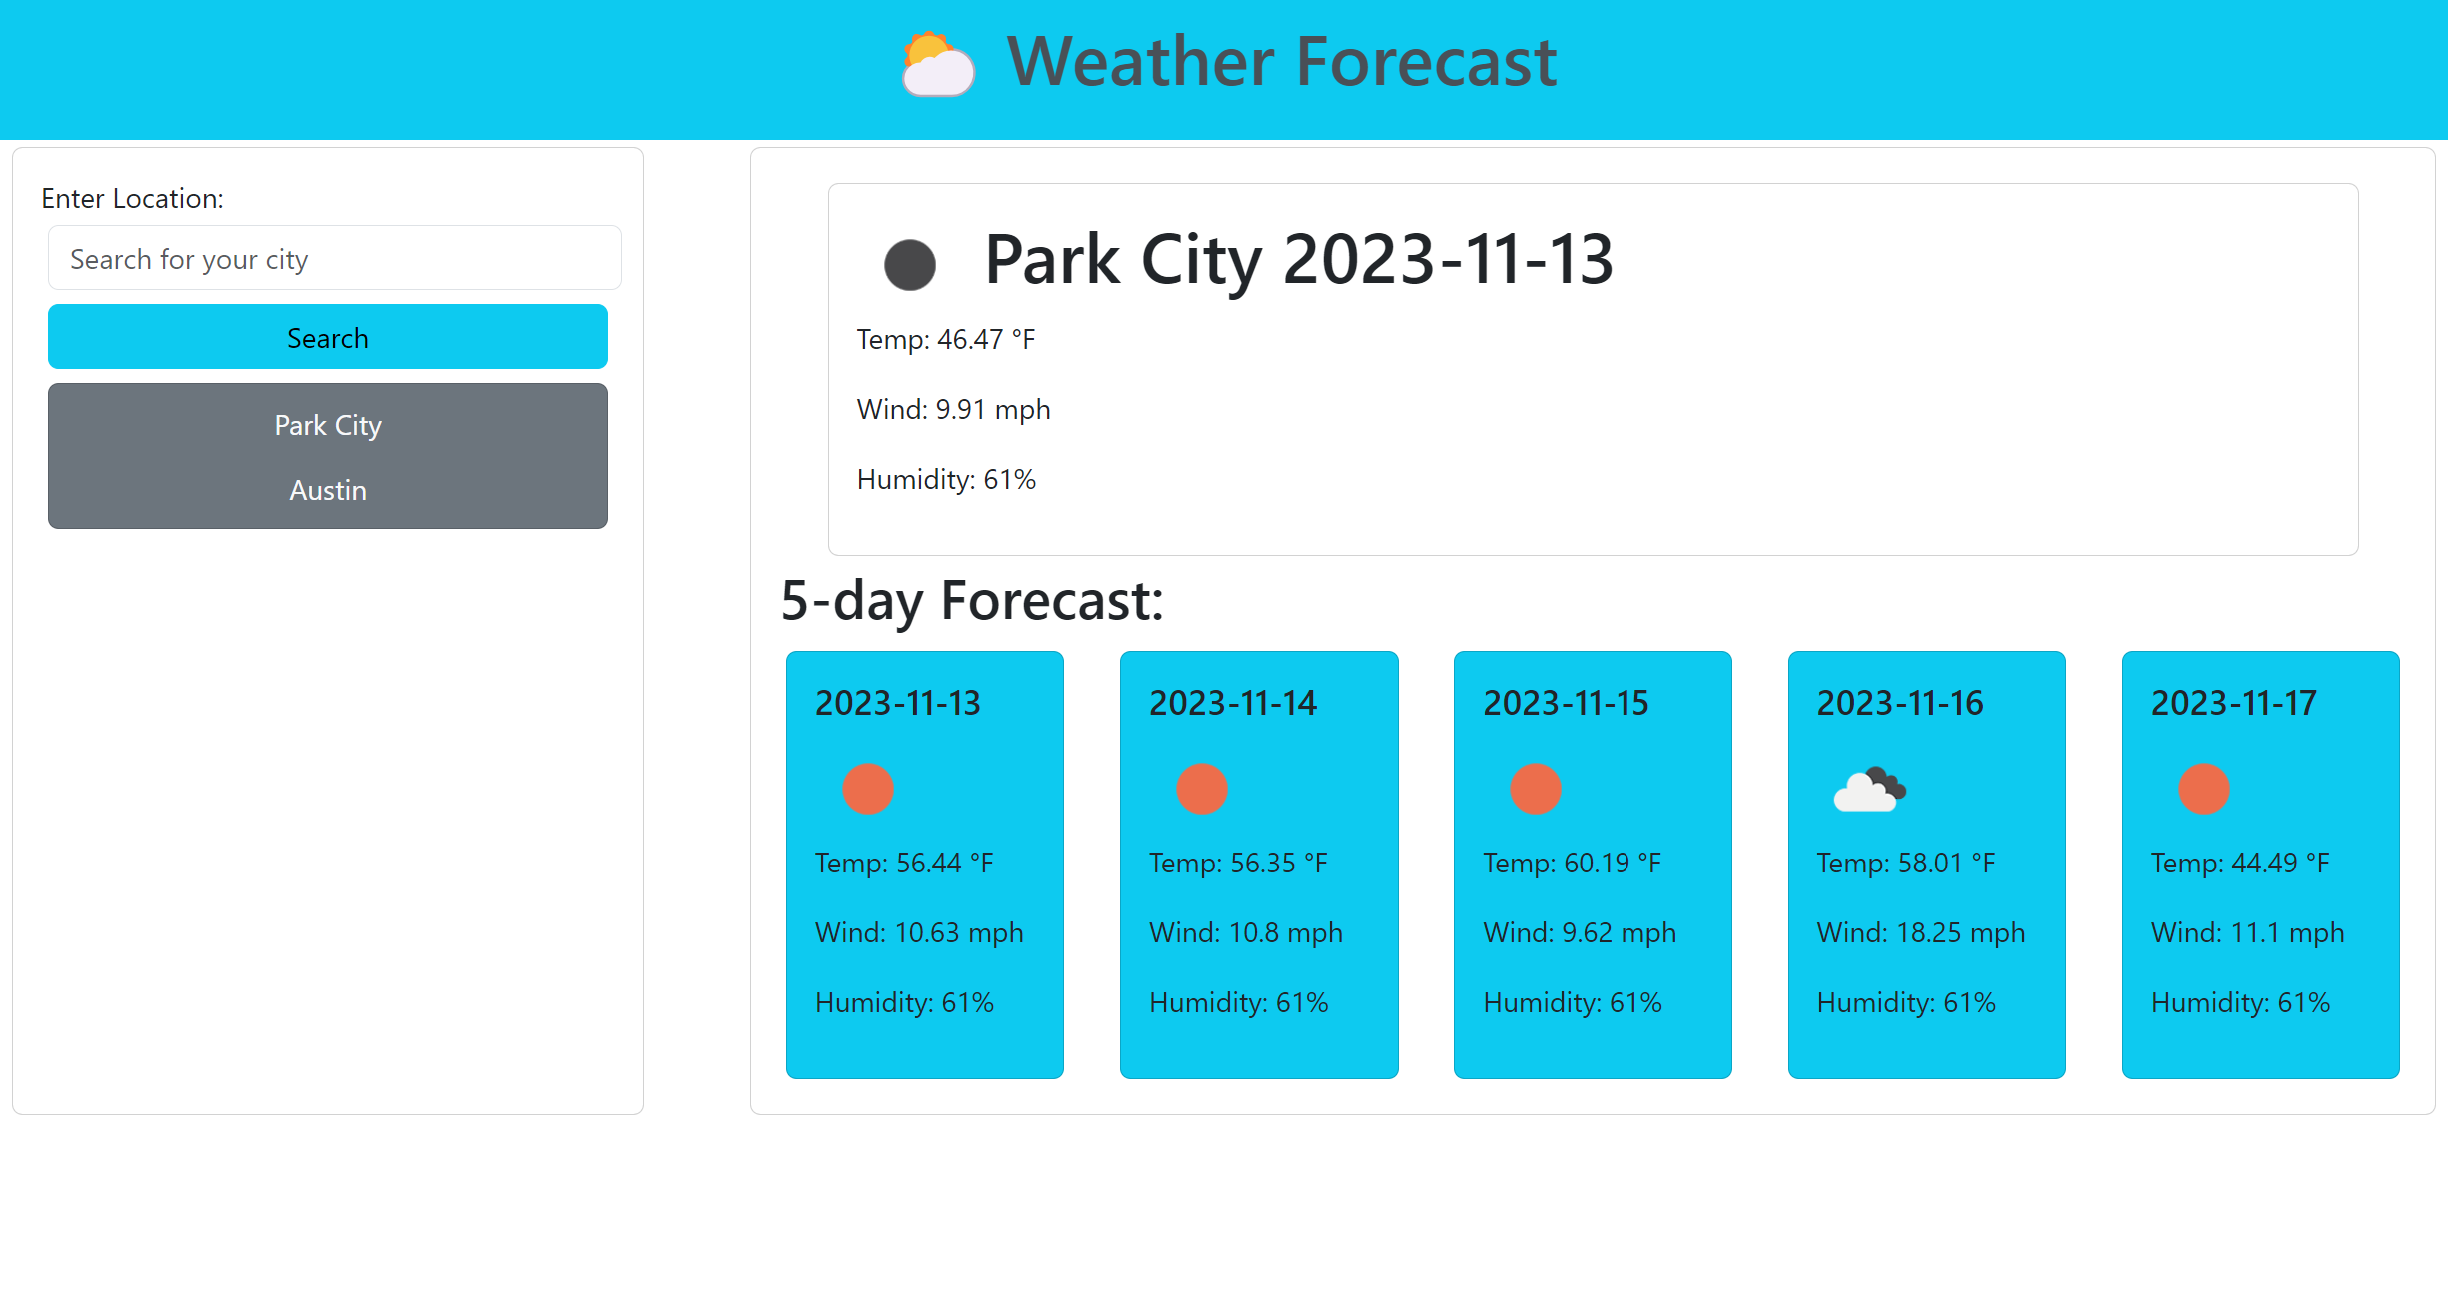 Weather Forecast
Enter Location:
Search for your city
Search
Park City
Austin
Park City 2023-11-13
Temp: 46.47 °F
Wind: 9.91 mph
Humidity: 61%
5-day Forecast:
2023-11-13
Temp: 56.44 °F
Wind: 10.63 mph
Humidity: 61%
2023-11-14
Temp: 56.35 °F
Wind: 10.8 mph
Humidity: 61%
2023-11-15
Temp: 60.19 °F
Wind: 9.62 mph
Humidity: 61%
2023-11-16
Temp: 58.01 °F
Wind: 18.25 mph
Humidity: 61%
2023-11-17
Temp: 44.49 °F
Wind: 11.1 mph
Humidity: 61%